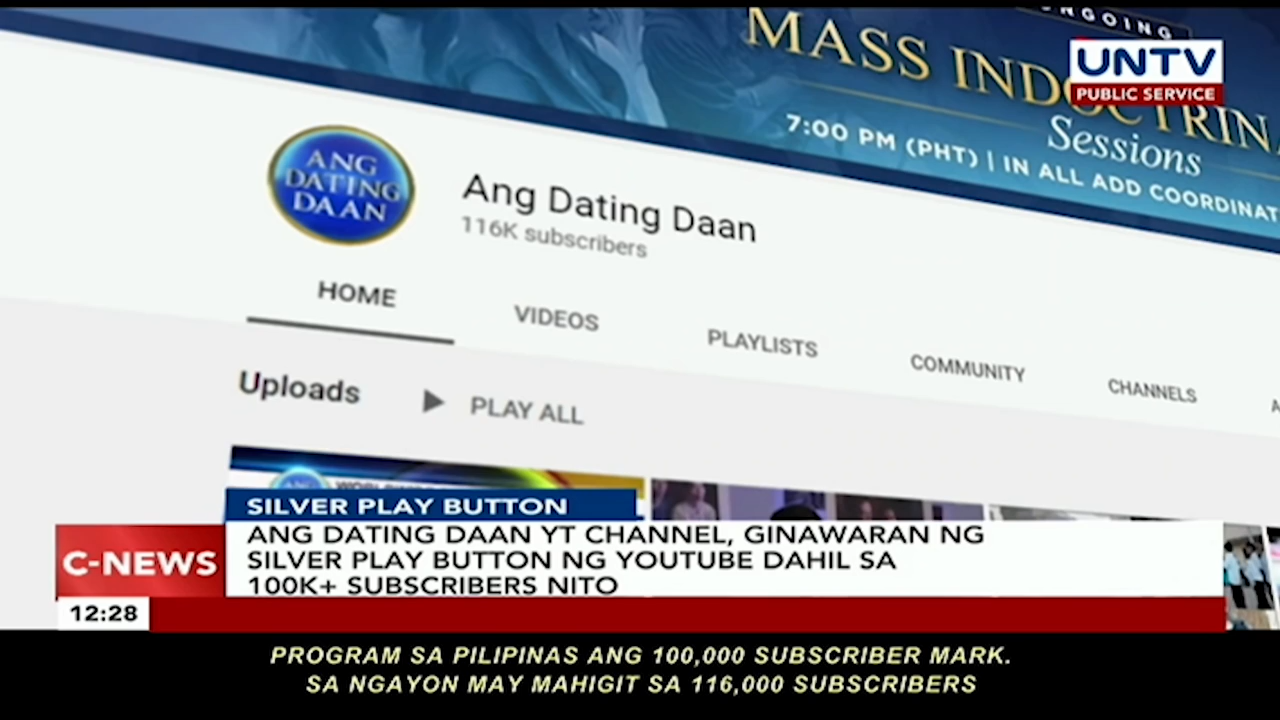 ONGOING
MASS INDOCTRIN
Sessions
7:00 PM (PHT) | IN ALL ADD COORDINAT
UNTV
PUBLIC SERVICE
ANG
DATING
DAAN
Ang Dating Daan
116K subscribers
HOME
VIDEOS
PLAYLISTS
COMMUNITY
CHANNELS
Uploads
PLAY ALL
SILVER PLAY BUTTON
C-NEWS
ANG DATING DAAN YT CHANNEL, GINAWARAN NG
SILVER PLAY BUTTON NG YOUTUBE DAHIL SA
100K+ SUBSCRIBERS NITO
12:28
PROGRAM SA PILIPINAS ANG 100,000 SUBSCRIBER MARK.
SA NGAYON MAY MAHIGIT SA 116,000 SUBSCRIBERS